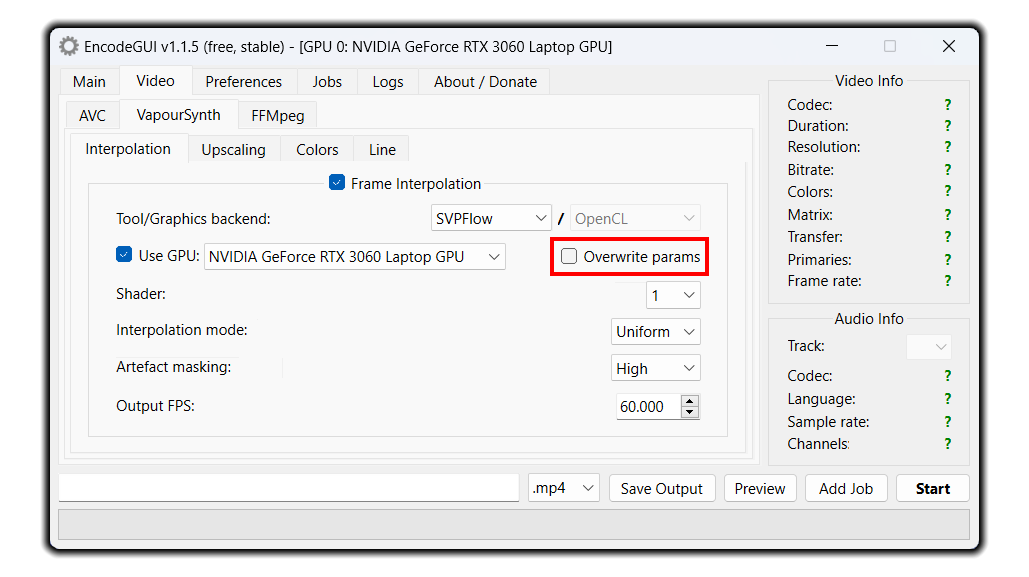 EncodeGUI v1.1.5 (free, stable) - [GPU 0: NVIDIA GeForce RTX 3060 Laptop GPU]
Main Video Preferences Jobs Logs About / Donate
AVC VapourSynth FFMpeg
Interpolation Upscaling Colors Line
Frame Interpolation
Tool/Graphics backend: SVPFlow / OpenCL
Use GPU: NVIDIA GeForce RTX 3060 Laptop GPU Overwrite params
Shader: 1
Interpolation mode: Uniform
Artefact masking: High
Output FPS: 60.000
Video Info
Codec: ?
Duration: ?
Resolution: ?
Bitrate: ?
Colors: ?
Matrix: ?
Transfer: ?
Primaries: ?
Frame rate: ?
Audio Info
Track:
Codec: ?
Language: ?
Sample rate: ?
Channels: ?
.mp4 Save Output Preview Add Job Start